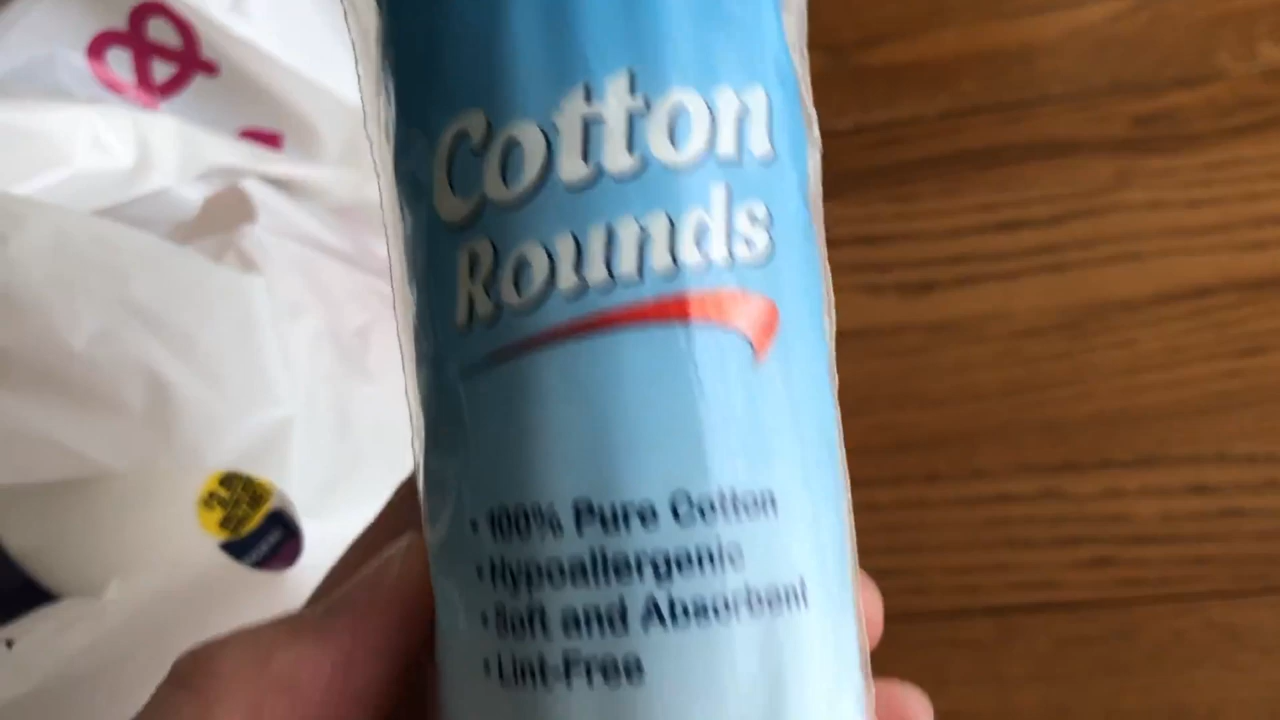 Cotton
Rounds
• 100% Pure Cotton
• Hypoallergenic
• Soft and Absorbent
• Lint-Free